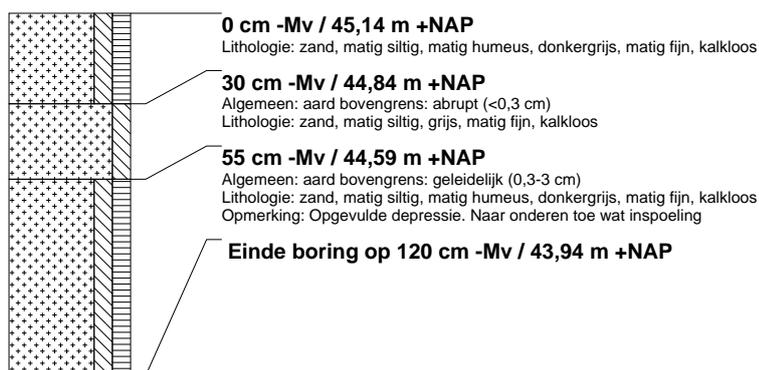 0 cm -Mv / 45,14 m +NAP
Lithologie: zand, matig siltig, matig humeus, donkergrijs, matig fijn, kalkloos
30 cm -Mv / 44,84 m +NAP
Algemeen: aard bovengrens: abrupt (<0,3 cm)
Lithologie: zand, matig siltig, grijs, matig fijn, kalkloos
55 cm -Mv / 44,59 m +NAP
Algemeen: aard bovengrens: geleidelijk (0,3-3 cm)
Lithologie: zand, matig siltig, matig humeus, donkergrijs, matig fijn, kalkloos
Opmerking: Opgevulde depressie. Naar onderen toe wat inspoeling
Einde boring op 120 cm -Mv / 43,94 m +NAP